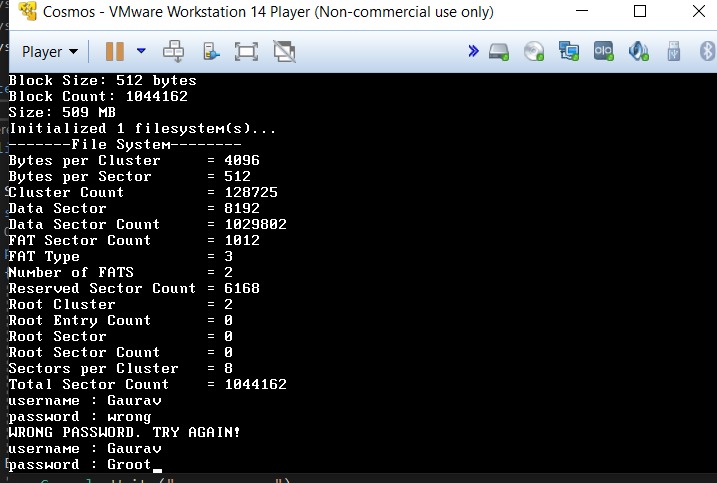 Cosmos - VMware Workstation 14 Player (Non-commercial use only)
Player
Block Size: 512 bytes
Block Count: 1044162
Size: 509 MB
Initialized 1 filesystem(s)...
-------File System--------
Bytes per Cluster = 4096
Bytes per Sector = 512
Cluster Count = 128725
Data Sector = 8192
Data Sector Count = 1029802
FAT Sector Count = 1012
FAT Type = 3
Number of FATS = 2
Reserved Sector Count = 6168
Root Cluster = 2
Root Entry Count = 0
Root Sector = 0
Root Sector Count = 0
Sectors per Cluster = 8
Total Sector Count = 1044162
username : Gaurav
password : wrong
WRONG PASSWORD. TRY AGAIN!
username : Gaurav
password : Groot_